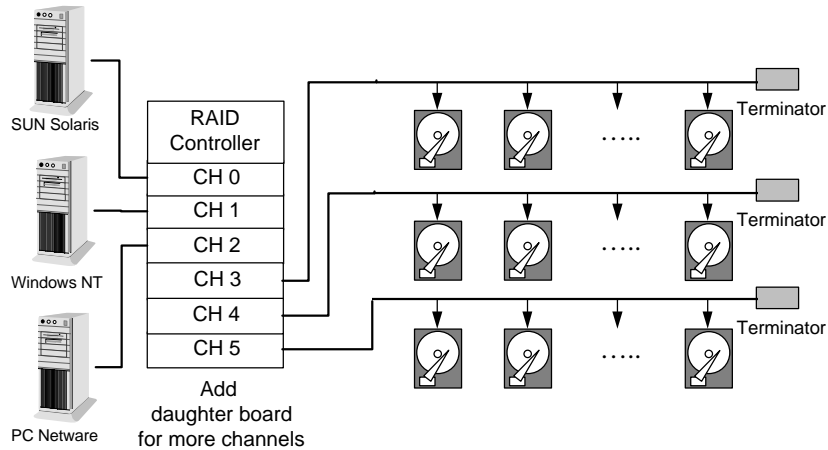 SUN Solaris
Windows NT
PC Netware
RAID
Controller
CH 0
CH 1
CH 2
CH 3
CH 4
CH 5
Add
daughter board
for more channels
.....
Terminator
.....
Terminator
.....
Terminator